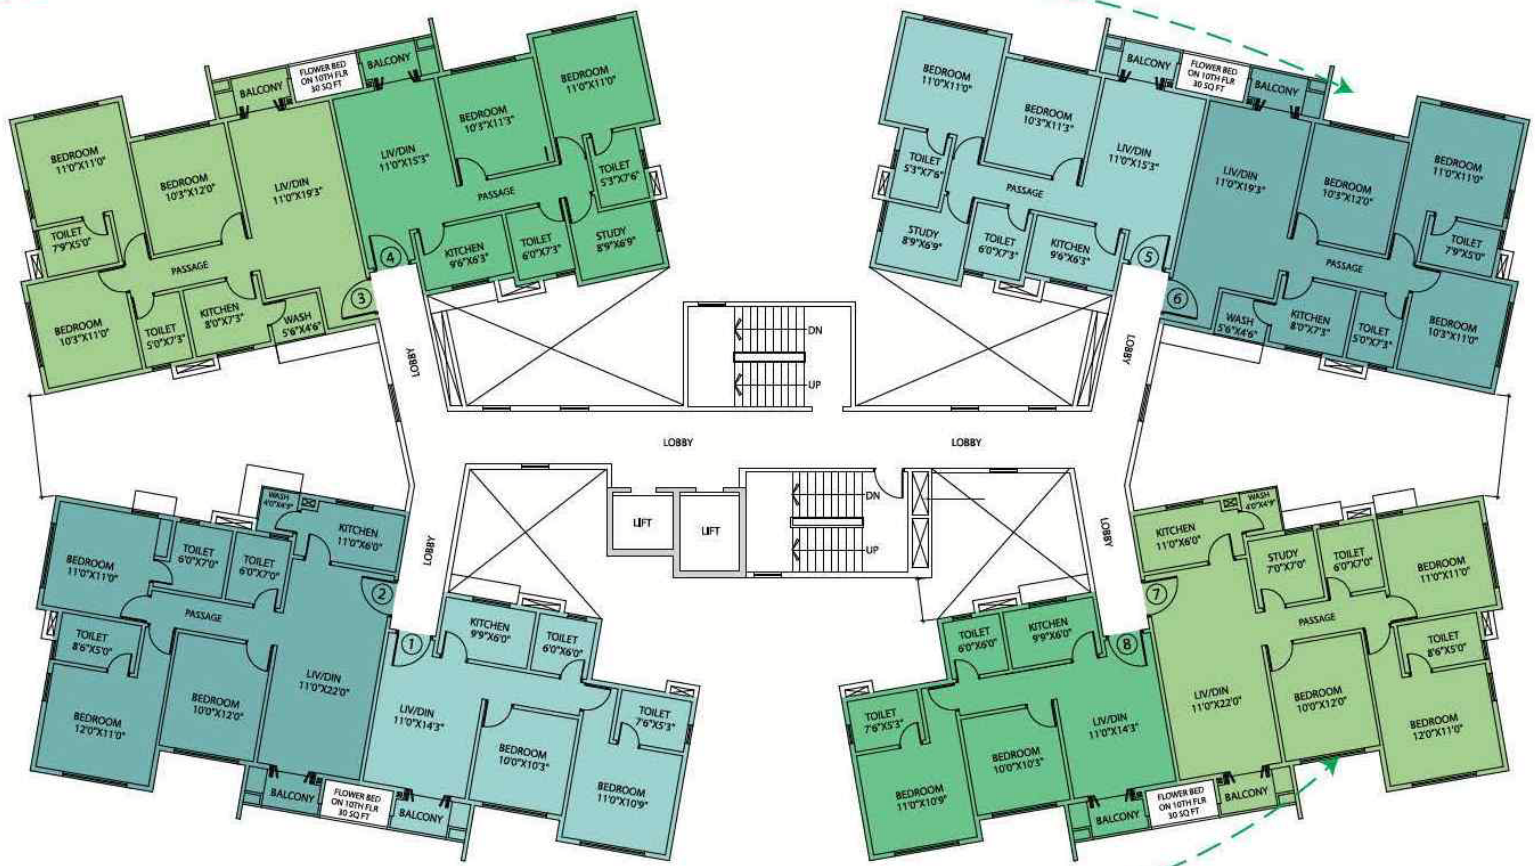 BEDROOM
11'0"X11'0"
BEDROOM
10'3"X12'0"
LIV/DIN
11'0"X19'3"
BALCONY
FLOWER BED
ON 10TH FLR
30 SQ FT
TOILET
7'9"X5'0"
PASSAGE
BEDROOM
10'3"X11'0"
TOILET
5'0"X7'3"
KITCHEN
8'0"X7'3"
WASH
5'6"X4'6"
3
BALCONY
LIV/DIN
11'0"X15'3"
BEDROOM
10'3"X11'3"
BEDROOM
11'0"X11'0"
TOILET
5'3"X7'6"
PASSAGE
KITCHEN
9'6"X6'3"
TOILET
6'0"X7'3"
STUDY
8'9"X6'9"
4
BEDROOM
11'0"X11'0"
BEDROOM
10'3"X11'3"
LIV/DIN
11'0"X15'3"
BALCONY
FLOWER BED
ON 10TH FLR
30 SQ FT
TOILET
5'3"X7'6"
PASSAGE
STUDY
8'9"X6'9"
TOILET
6'0"X7'3"
KITCHEN
9'6"X6'3"
5
BALCONY
LIV/DIN
11'0"X19'3"
BEDROOM
10'3"X12'0"
BEDROOM
11'0"X11'0"
TOILET
7'9"X5'0"
PASSAGE
6
WASH
5'6"X4'6"
KITCHEN
8'0"X7'3"
TOILET
5'0"X7'3"
BEDROOM
10'3"X11'0"
LOBBY
DN
UP
LOBBY
LOBBY
LOBBY
LIFT
LIFT
DN
UP
LOBBY
LOBBY
WASH
4'0"X4'9"
KITCHEN
11'0"X6'0"
BEDROOM
11'0"X11'0"
TOILET
6'0"X7'0"
TOILET
6'0"X7'0"
2
PASSAGE
TOILET
8'6"X5'0"
LIV/DIN
11'0"X22'0"
BEDROOM
10'0"X12'0"
BEDROOM
12'0"X11'0"
BALCONY
FLOWER BED
ON 10TH FLR
30 SQ FT
KITCHEN
9'9"X6'0"
TOILET
6'0"X6'0"
1
LIV/DIN
11'0"X14'3"
TOILET
7'6"X5'3"
BEDROOM
10'0"X10'3"
BEDROOM
11'0"X10'9"
BALCONY
TOILET
6'0"X6'0"
KITCHEN
9'9"X6'0"
8
TOILET
7'6"X5'3"
LIV/DIN
11'0"X14'3"
BEDROOM
10'0"X10'3"
BEDROOM
11'0"X10'9"
BALCONY
FLOWER BED
ON 10TH FLR
30 SQ FT
WASH
4'0"X4'9"
KITCHEN
11'0"X6'0"
STUDY
7'0"X7'0"
TOILET
6'0"X7'0"
BEDROOM
11'0"X11'0"
7
PASSAGE
TOILET
8'6"X5'0"
LIV/DIN
11'0"X22'0"
BEDROOM
10'0"X12'0"
BEDROOM
12'0"X11'0"
BALCONY